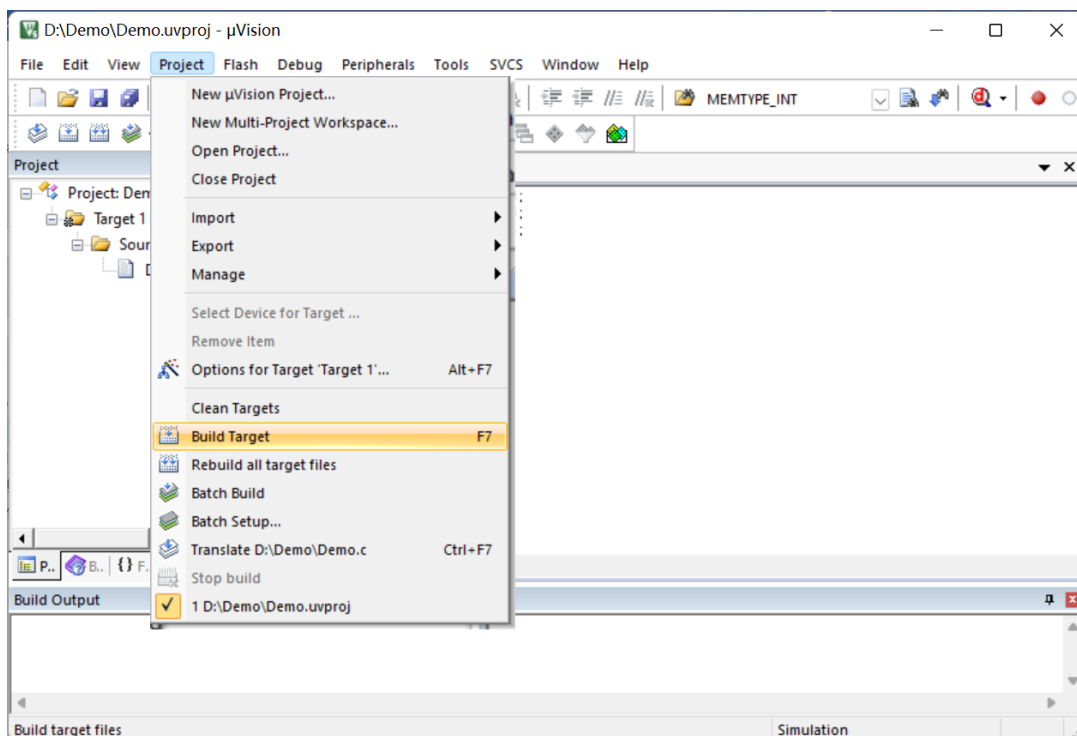 D:\Demo\Demo.uvproj - µVision
File Edit View Project Flash Debug Peripherals Tools SVCS Window Help
MEMTYPE_INT
Project
Project: Dem
Target 1
Sour
New µVision Project...
New Multi-Project Workspace...
Open Project...
Close Project
Import
Export
Manage
Select Device for Target ...
Remove Item
Options for Target 'Target 1'... Alt+F7
Clean Targets
Build Target F7
Rebuild all target files
Batch Build
Batch Setup...
Translate D:\Demo\Demo.c Ctrl+F7
Stop build
1 D:\Demo\Demo.uvproj
P.. B.. {} F.
Build Output
Build target files Simulation